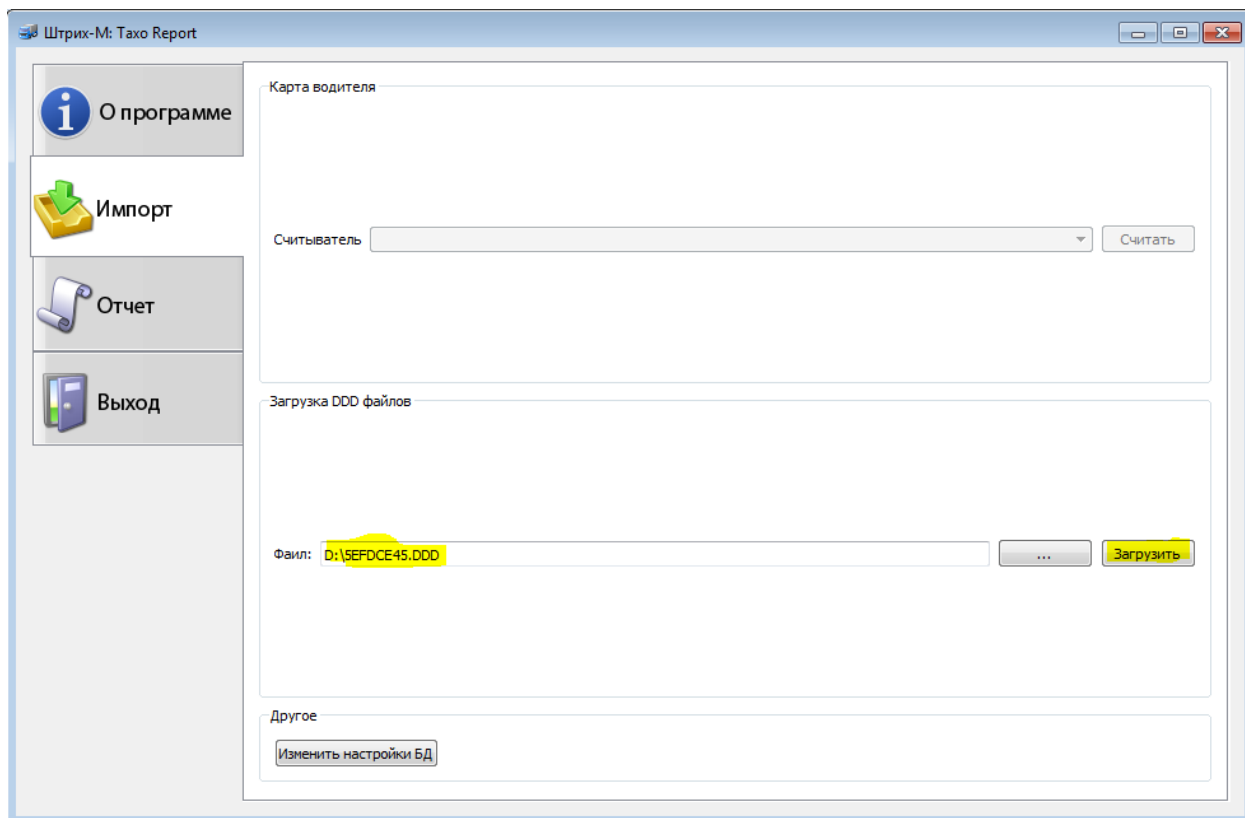 Штрих-М: Taxo Report
О программе
Импорт
Отчет
Выход
Карта водителя
Считыватель
Считать
Загрузка DDD файлов
Фаил: D:\5EFDCE45.DDD ... Загрузить
Другое
Изменить настройки БД